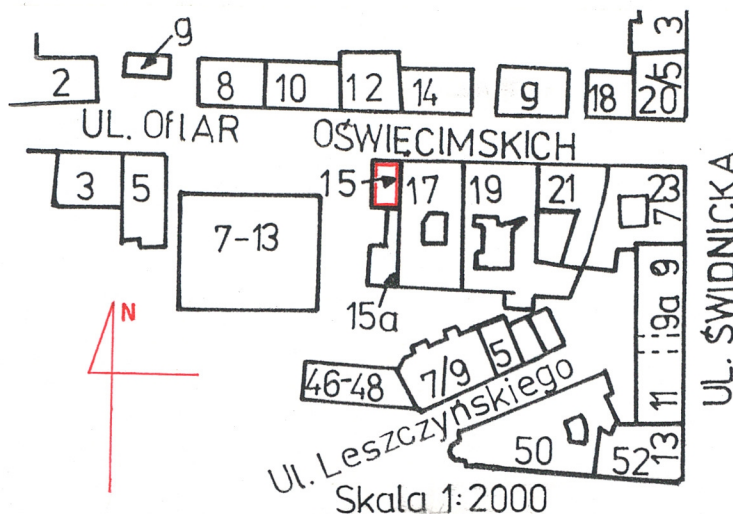 g
3
2
8
10
12
14
g
18
20/5
UL. OfIAR OŚWIĘCIMSKICH
3
5
7-13
15
17
19
21
23
7
15a
9
9a
11
13
UL. ŚWIDNICKA
N
46-48
7/9
5
Ul. Leszczyńskiego
50
52
Skala 1:2000